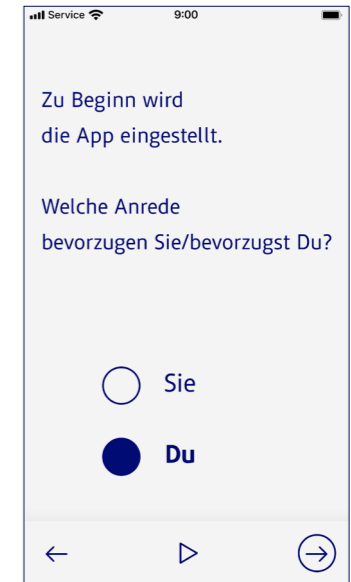 Service 9:00
Zu Beginn wird
die App eingestellt.
Welche Anrede
bevorzugen Sie/bevorzugst Du?
Sie
Du